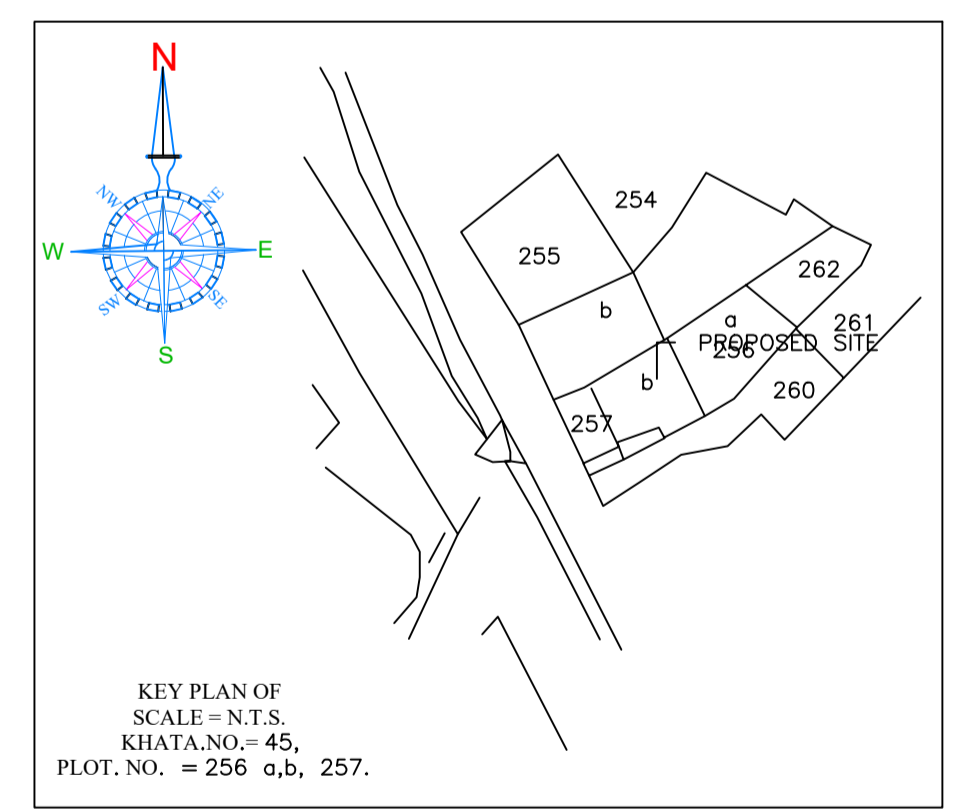 N
NW
NE
W
E
SW
SE
S
254
255
262
b
a
261
PROPOSED SITE
256
b
260
257
KEY PLAN OF
SCALE = N.T.S.
KHATA.NO.= 45,
PLOT. NO. = 256 a,b, 257.